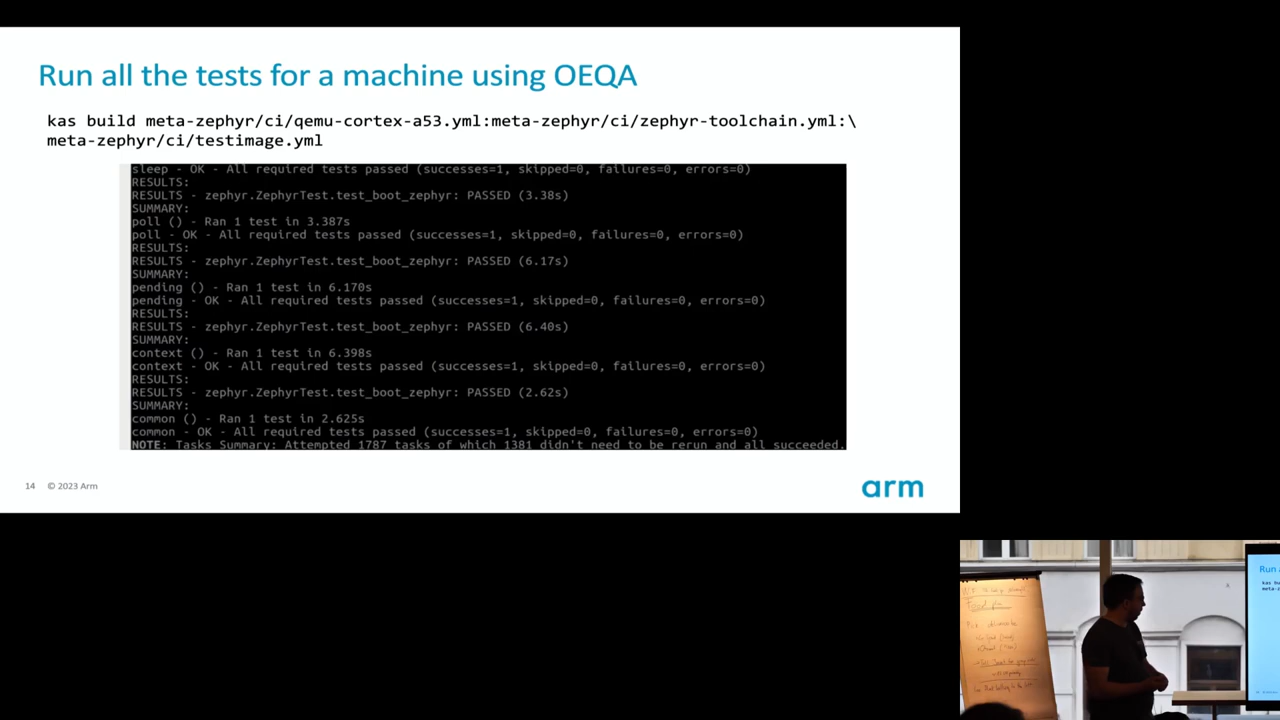 Run all the tests for a machine using OEQA
kas build meta-zephyr/ci/qemu-cortex-a53.yml:meta-zephyr/ci/zephyr-toolchain.yml:\
meta-zephyr/ci/testimage.yml
sleep - OK - All required tests passed (successes=1, skipped=0, failures=0, errors=0)
RESULTS:
RESULTS - zephyr.ZephyrTest.test_boot_zephyr: PASSED (3.38s)
SUMMARY:
poll () - Ran 1 test in 3.387s
poll - OK - All required tests passed (successes=1, skipped=0, failures=0, errors=0)
RESULTS:
RESULTS - zephyr.ZephyrTest.test_boot_zephyr: PASSED (6.17s)
SUMMARY:
pending () - Ran 1 test in 6.170s
pending - OK - All required tests passed (successes=1, skipped=0, failures=0, errors=0)
RESULTS:
RESULTS - zephyr.ZephyrTest.test_boot_zephyr: PASSED (6.40s)
SUMMARY:
context () - Ran 1 test in 6.398s
context - OK - All required tests passed (successes=1, skipped=0, failures=0, errors=0)
RESULTS:
RESULTS - zephyr.ZephyrTest.test_boot_zephyr: PASSED (2.62s)
SUMMARY:
common () - Ran 1 test in 2.625s
common - OK - All required tests passed (successes=1, skipped=0, failures=0, errors=0)
NOTE: Tasks Summary: Attempted 1787 tasks of which 1381 didn't need to be rerun and all succeeded.
14 © 2023 Arm
arm
Run
kas b
meta-z